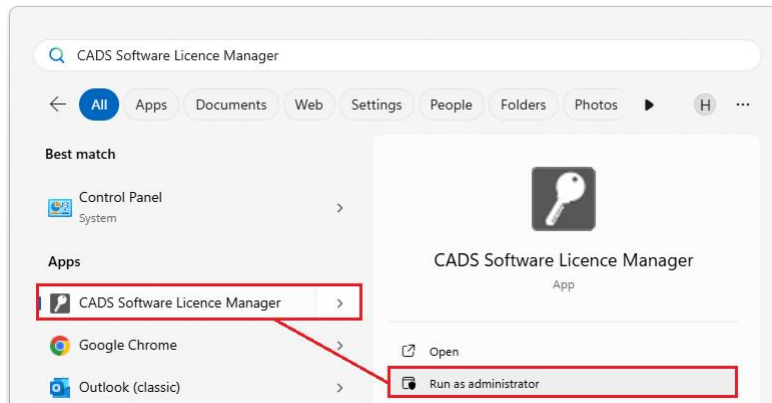 CADS Software Licence Manager
All Apps Documents Web Settings People Folders Photos H ...
Best match
Control Panel
System
Apps
CADS Software Licence Manager
Google Chrome
Outlook (classic)
CADS Software Licence Manager
App
Open
Run as administrator